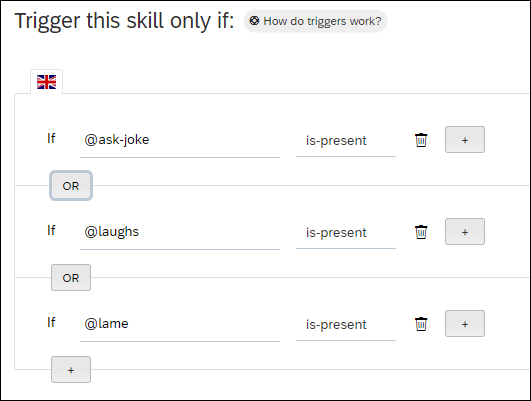 Trigger this skill only if: How do triggers work?
If @ask-joke is-present +
OR
If @laughs is-present +
OR
If @lame is-present +
+